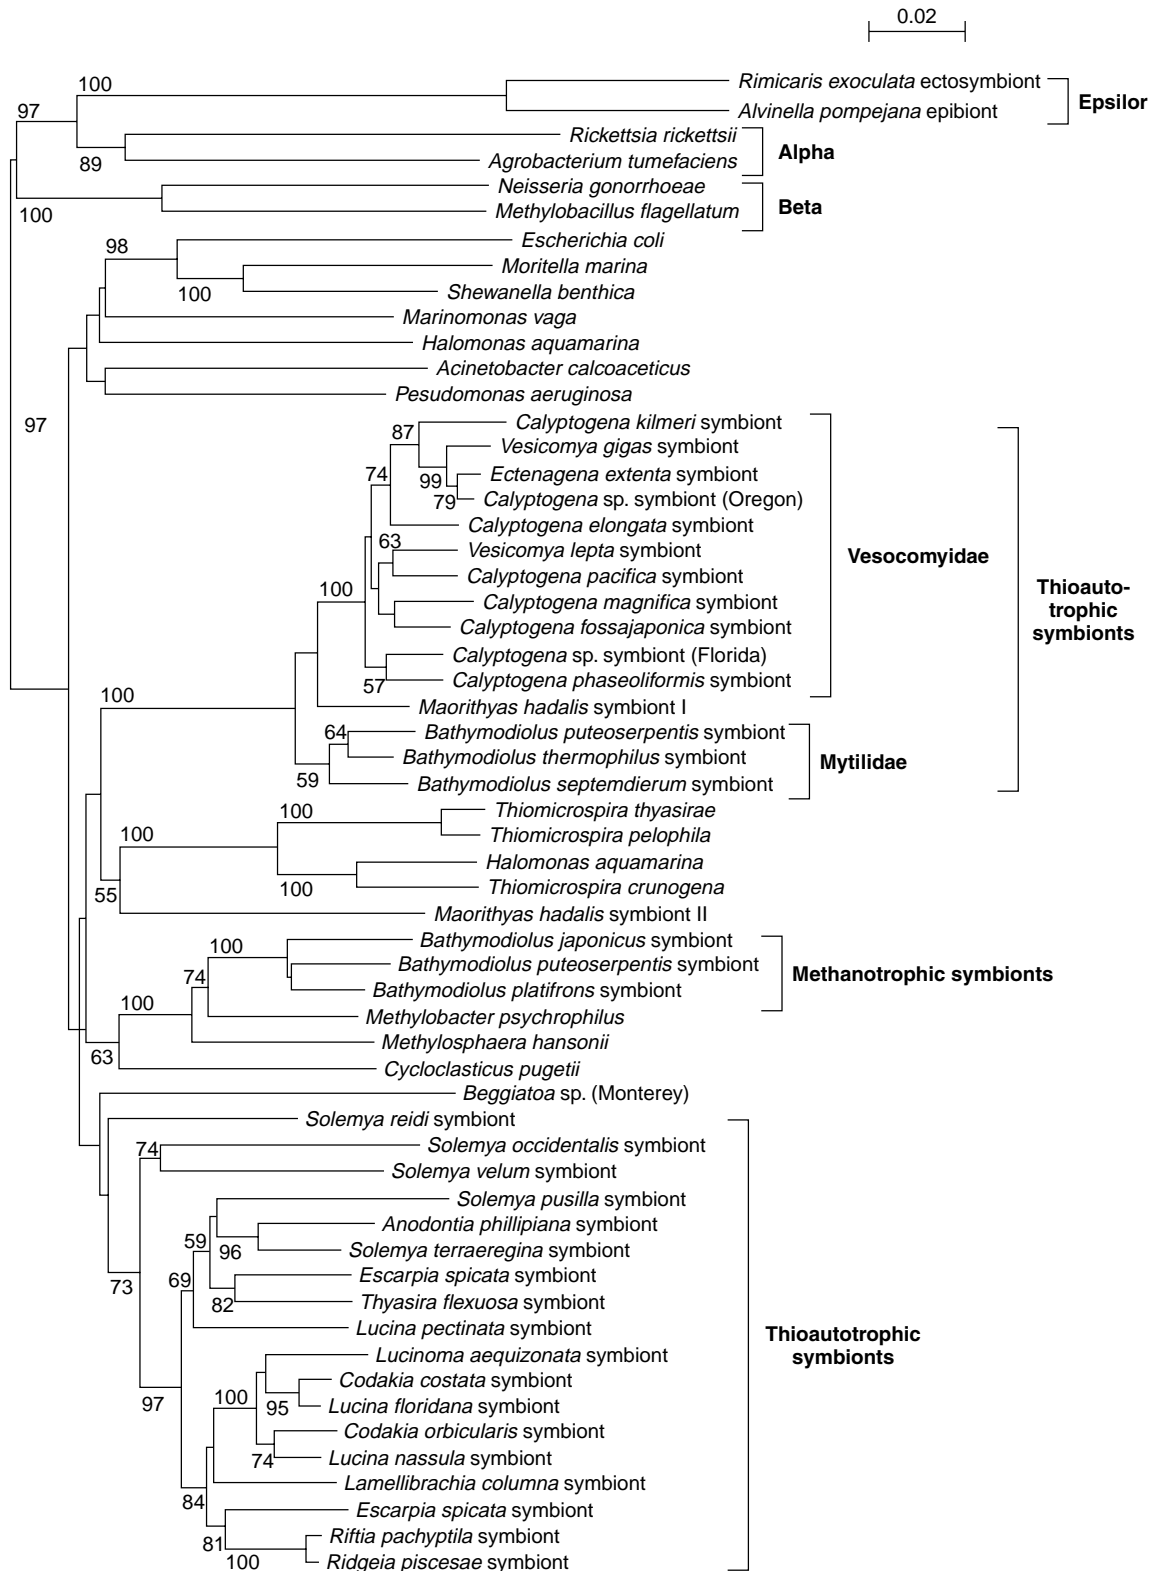 0.02
100
Rimicaris exoculata ectosymbiont
Epsilor
97
Alvinella pompejana epibiont
Rickettsia rickettsii
Alpha
89
Agrobacterium tumefaciens
Neisseria gonorrhoeae
Beta
100
Methylobacillus flagellatum
98
Escherichia coli
Moritella marina
100
Shewanella benthica
Marinomonas vaga
Halomonas aquamarina
Acinetobacter calcoaceticus
Pesudomonas aeruginosa
97
Calyptogena kilmeri symbiont
87
Vesicomya gigas symbiont
74
99
Ectenagena extenta symbiont
79
Calyptogena sp. symbiont (Oregon)
Calyptogena elongata symbiont
63
Vesicomya lepta symbiont
Vesocomyidae
Calyptogena pacifica symbiont
100
Calyptogena magnifica symbiont
Thioauto-
trophic
symbionts
Calyptogena fossajaponica symbiont
Calyptogena sp. symbiont (Florida)
57
Calyptogena phaseoliformis symbiont
100
Maorithyas hadalis symbiont I
64
Bathymodiolus puteoserpentis symbiont
Bathymodiolus thermophilus symbiont
Mytilidae
59
Bathymodiolus septemdierum symbiont
100
Thiomicrospira thyasirae
100
Thiomicrospira pelophila
Halomonas aquamarina
100
Thiomicrospira crunogena
55
Maorithyas hadalis symbiont II
100
Bathymodiolus japonicus symbiont
74
Bathymodiolus puteoserpentis symbiont
Methanotrophic symbionts
Bathymodiolus platifrons symbiont
100
Methylobacter psychrophilus
Methylosphaera hansonii
63
Cycloclasticus pugetii
Beggiatoa sp. (Monterey)
Solemya reidi symbiont
74
Solemya occidentalis symbiont
Solemya velum symbiont
Solemya pusilla symbiont
Anodontia phillipiana symbiont
59
96
Solemya terraeregina symbiont
73
69
Escarpia spicata symbiont
82
Thyasira flexuosa symbiont
Lucina pectinata symbiont
Thioautotrophic
symbionts
Lucinoma aequizonata symbiont
Codakia costata symbiont
97
100
95
Lucina floridana symbiont
Codakia orbicularis symbiont
74
Lucina nassula symbiont
Lamellibrachia columna symbiont
84
Escarpia spicata symbiont
81
Riftia pachyptila symbiont
100
Ridgeia piscesae symbiont